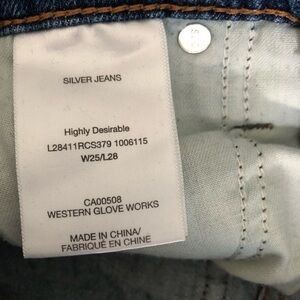 SILVER JEANS
Highly Desirable
L28411RCS379 1006115
W25/L28
CA00508
WESTERN GLOVE WORKS
MADE IN CHINA/
FABRIQUÉ EN CHINE